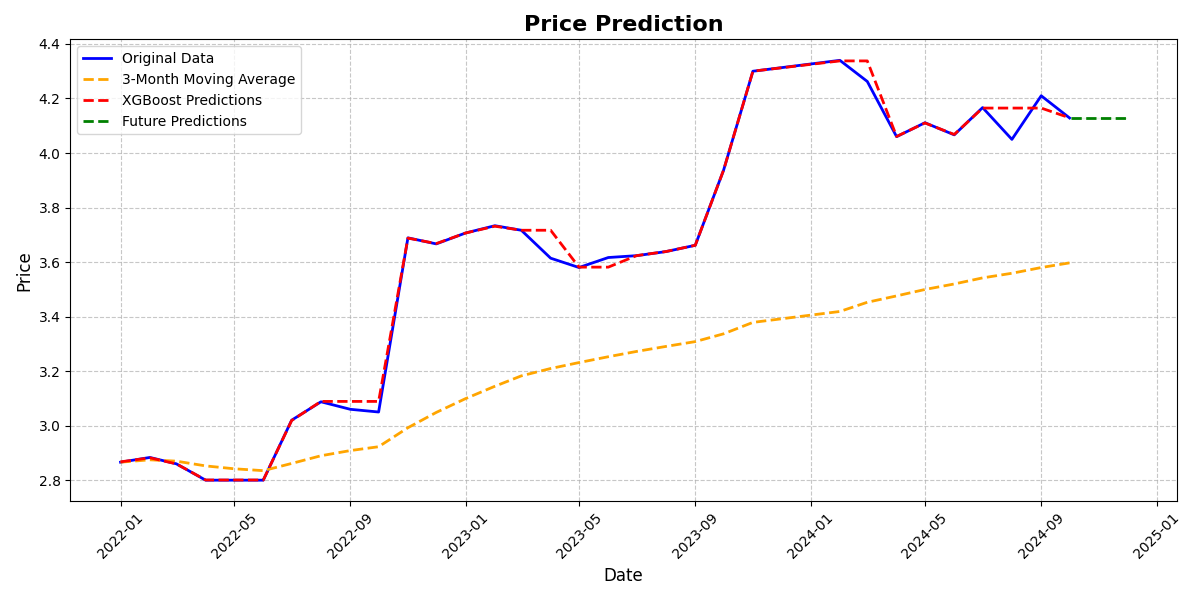 Price Prediction
Original Data
3-Month Moving Average
XGBoost Predictions
Future Predictions
4.4
4.2
4.0
3.8
3.6
3.4
3.2
3.0
2.8
Price
2022-01
2022-05
2022-09
2023-01
2023-05
2023-09
2024-01
2024-05
2024-09
2025-01
Date